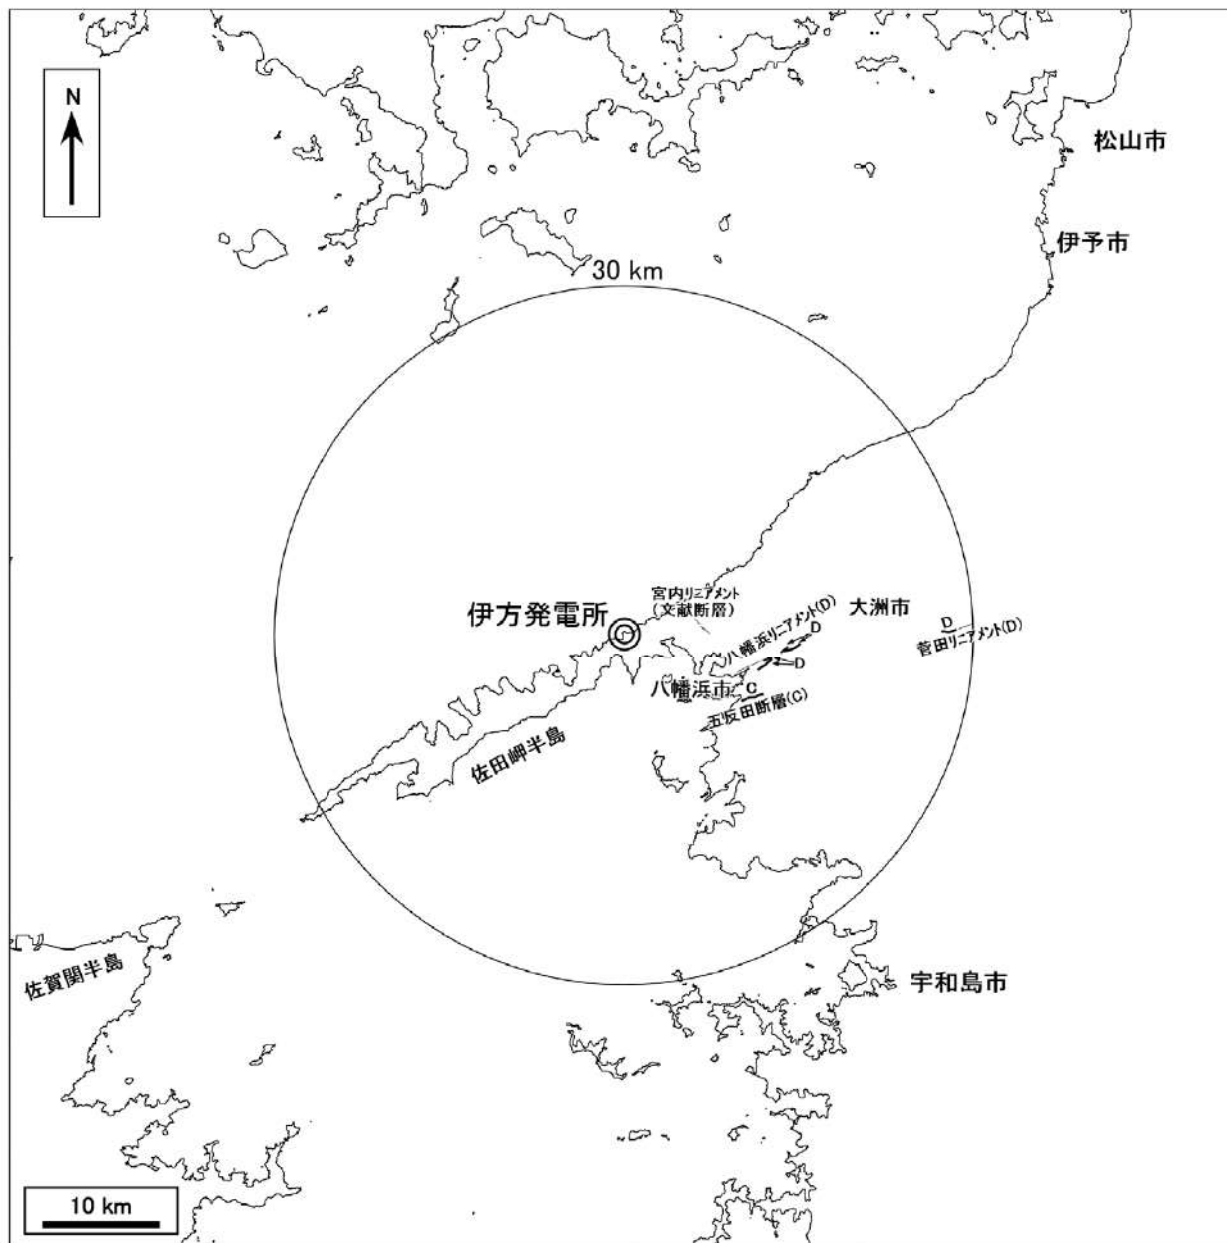 N
松山市
伊予市
30 km
宮内リニアメント
(文献断層)
伊方発電所
大洲市
八幡浜リニアメント(D)
D
D
菅田リニアメント(D)
D
八幡浜市
C
五反田断層(C)
佐田岬半島
佐賀関半島
宇和島市
10 km